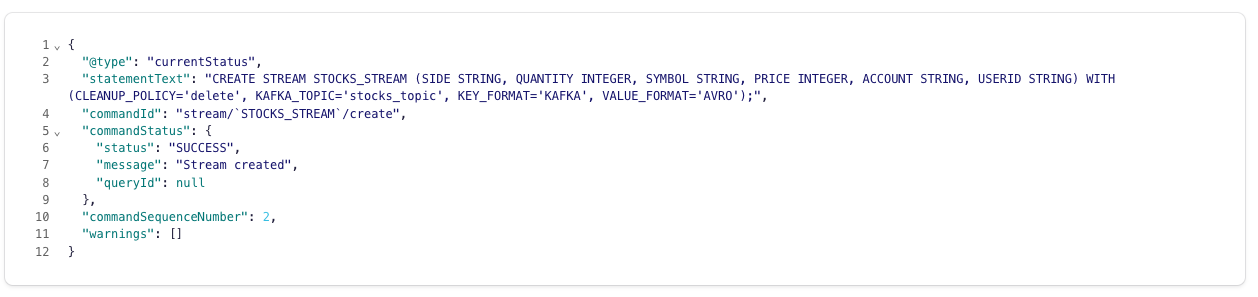 1 {
2 "@type": "currentStatus",
3 "statementText": "CREATE STREAM STOCKS_STREAM (SIDE STRING, QUANTITY INTEGER, SYMBOL STRING, PRICE INTEGER, ACCOUNT STRING, USERID STRING) WITH
(CLEANUP_POLICY='delete', KAFKA_TOPIC='stocks_topic', KEY_FORMAT='KAFKA', VALUE_FORMAT='AVRO');",
4 "commandId": "stream/`STOCKS_STREAM`/create",
5 "commandStatus": {
6 "status": "SUCCESS",
7 "message": "Stream created",
8 "queryId": null
9 },
10 "commandSequenceNumber": 2,
11 "warnings": []
12 }